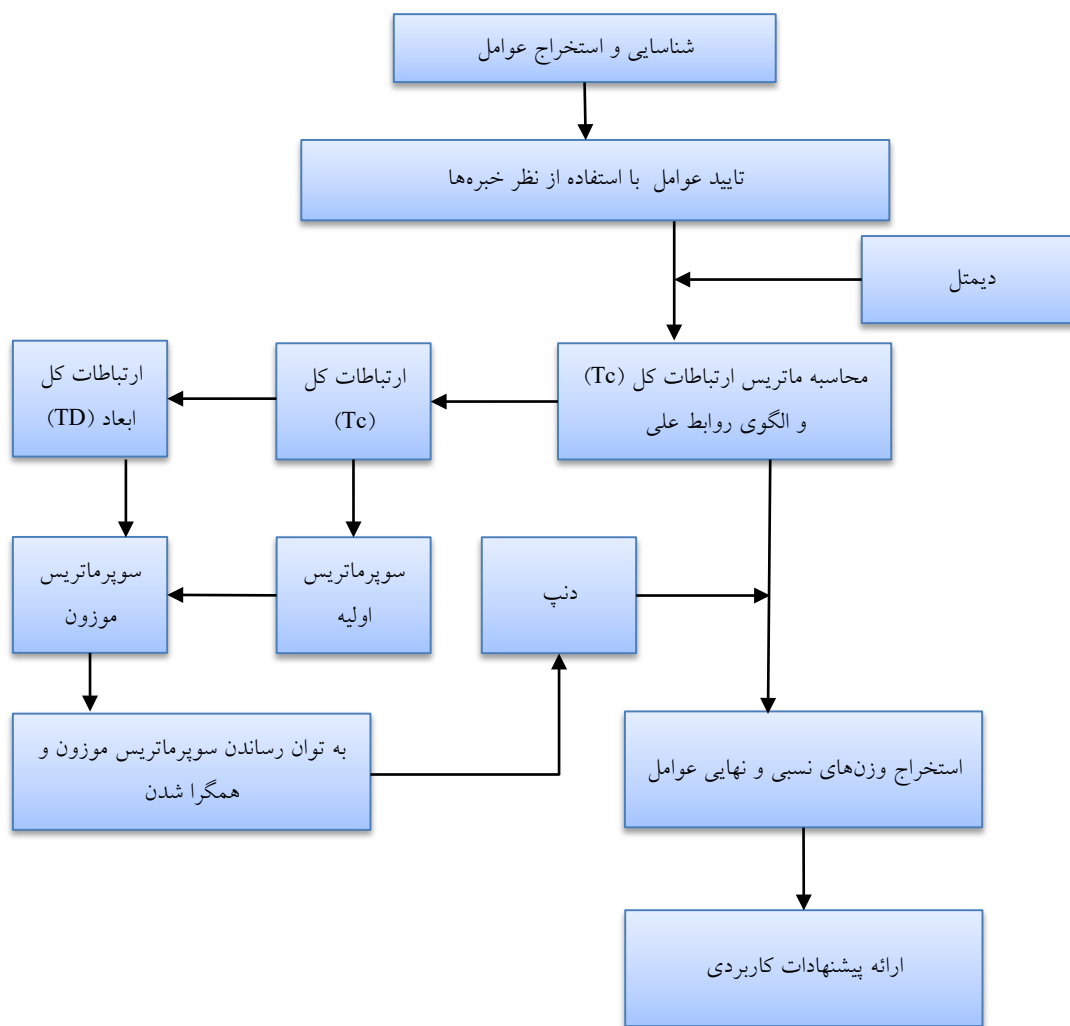 شناسایی و استخراج عوامل
تایید عوامل با استفاده از نظر خبره‌ها
دیمتل
محاسبه ماتریس ارتباطات کل (Tc)
و الگوی روابط علی
ارتباطات کل
(Tc)
ارتباطات کل
ابعاد (TD)
سوپرماتریس
اولیه
سوپرماتریس
موزون
دنپ
به توان رساندن سوپرماتریس موزون و
همگرا شدن
استخراج وزن‌های نسبی و نهایی عوامل
ارائه پیشنهادات کاربردی